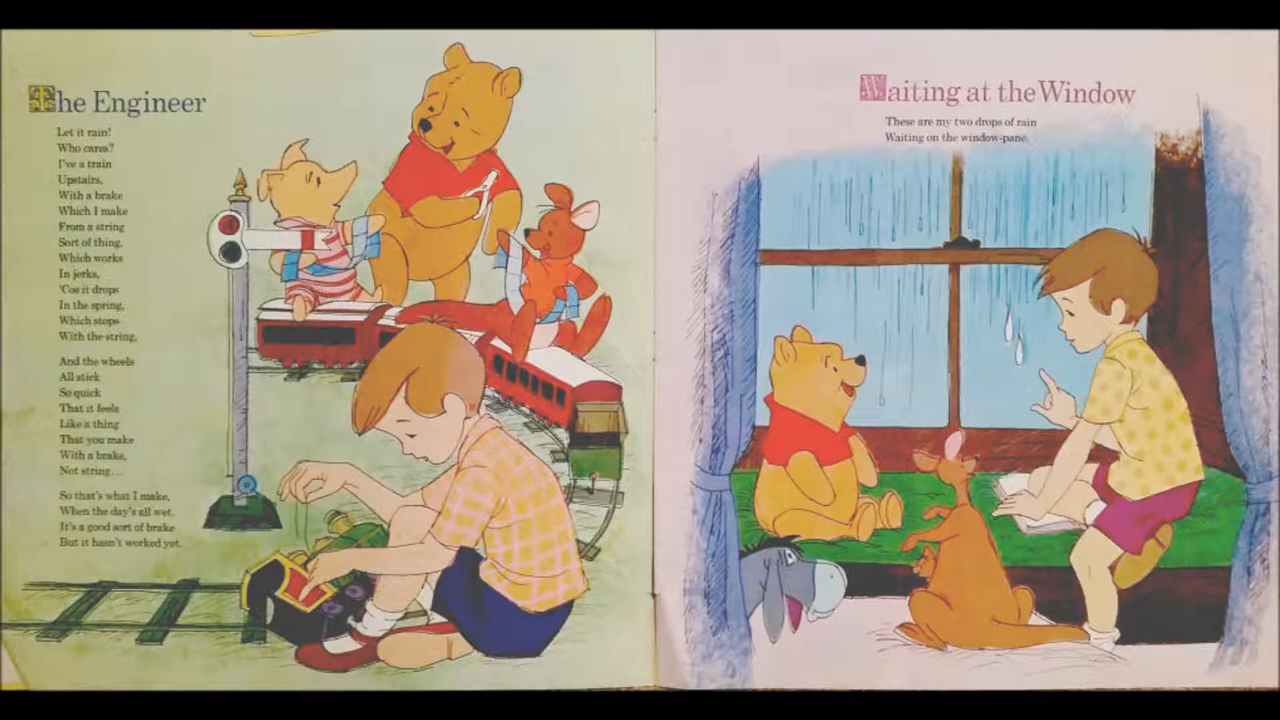 The Engineer
Let it rain!
Who cares?
I've a train
Upstairs,
With a brake
Which I make
From a string
Sort of thing,
Which works
In jerks,
'Cos it drops
In the spring,
Which stops
With the string,
And the wheels
All stick
So quick
That it feels
Like a thing
That you make
With a brake,
Not string...
So that's what I make,
When the day's all wet.
It's a good sort of brake
But it hasn't worked yet.
Waiting at the Window
These are my two drops of rain
Waiting on the window-pane.